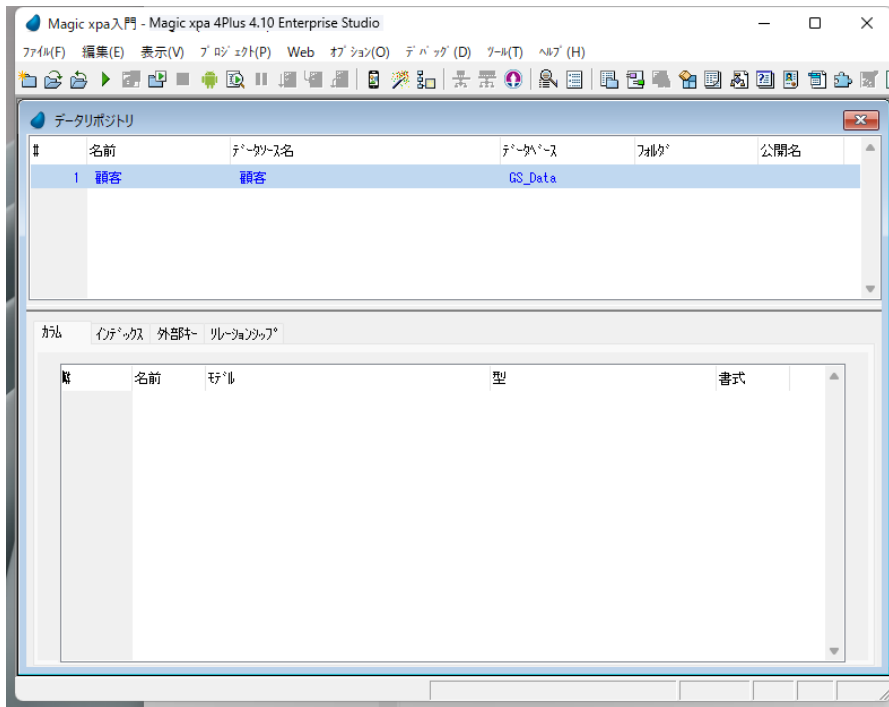 Magic xpa入門 - Magic xpa 4Plus 4.10 Enterprise Studio
ﾌｧｲﾙ(F) 編集(E) 表示(V) ﾌﾟﾛｼﾞｪｸﾄ(P) Web ｵﾌﾟｼｮﾝ(O) ﾃﾞﾊﾞｯｸﾞ(D) ﾂｰﾙ(T) ﾍﾙﾌﾟ(H)
データリポジトリ
# 名前 ﾃﾞｰﾀｿｰｽ名 ﾃﾞｰﾀﾍﾞｰｽ ﾌｫﾙﾀﾞ 公開名
1 顧客 顧客 GS_Data
ｶﾗﾑ ｲﾝﾃﾞｯｸｽ 外部ｷｰ ﾘﾚｰｼｮﾝｼｯﾌﾟ
# 名前 ﾓﾃﾞﾙ 型 書式